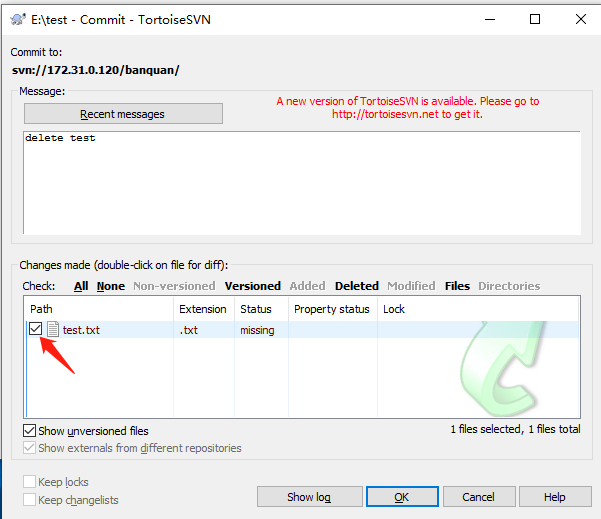 E:\test - Commit - TortoiseSVN
Commit to:
svn://172.31.0.120/banquan/
Message:
Recent messages
A new version of TortoiseSVN is available. Please go to
http://tortoisesvn.net to get it.
delete test
Changes made (double-click on file for diff):
Check: All None Non-versioned Versioned Added Deleted Modified Files Directories
Path Extension Status Property status Lock
test.txt .txt missing
Show unversioned files
1 files selected, 1 files total
Show externals from different repositories
Keep locks
Keep changelists
Show log OK Cancel Help